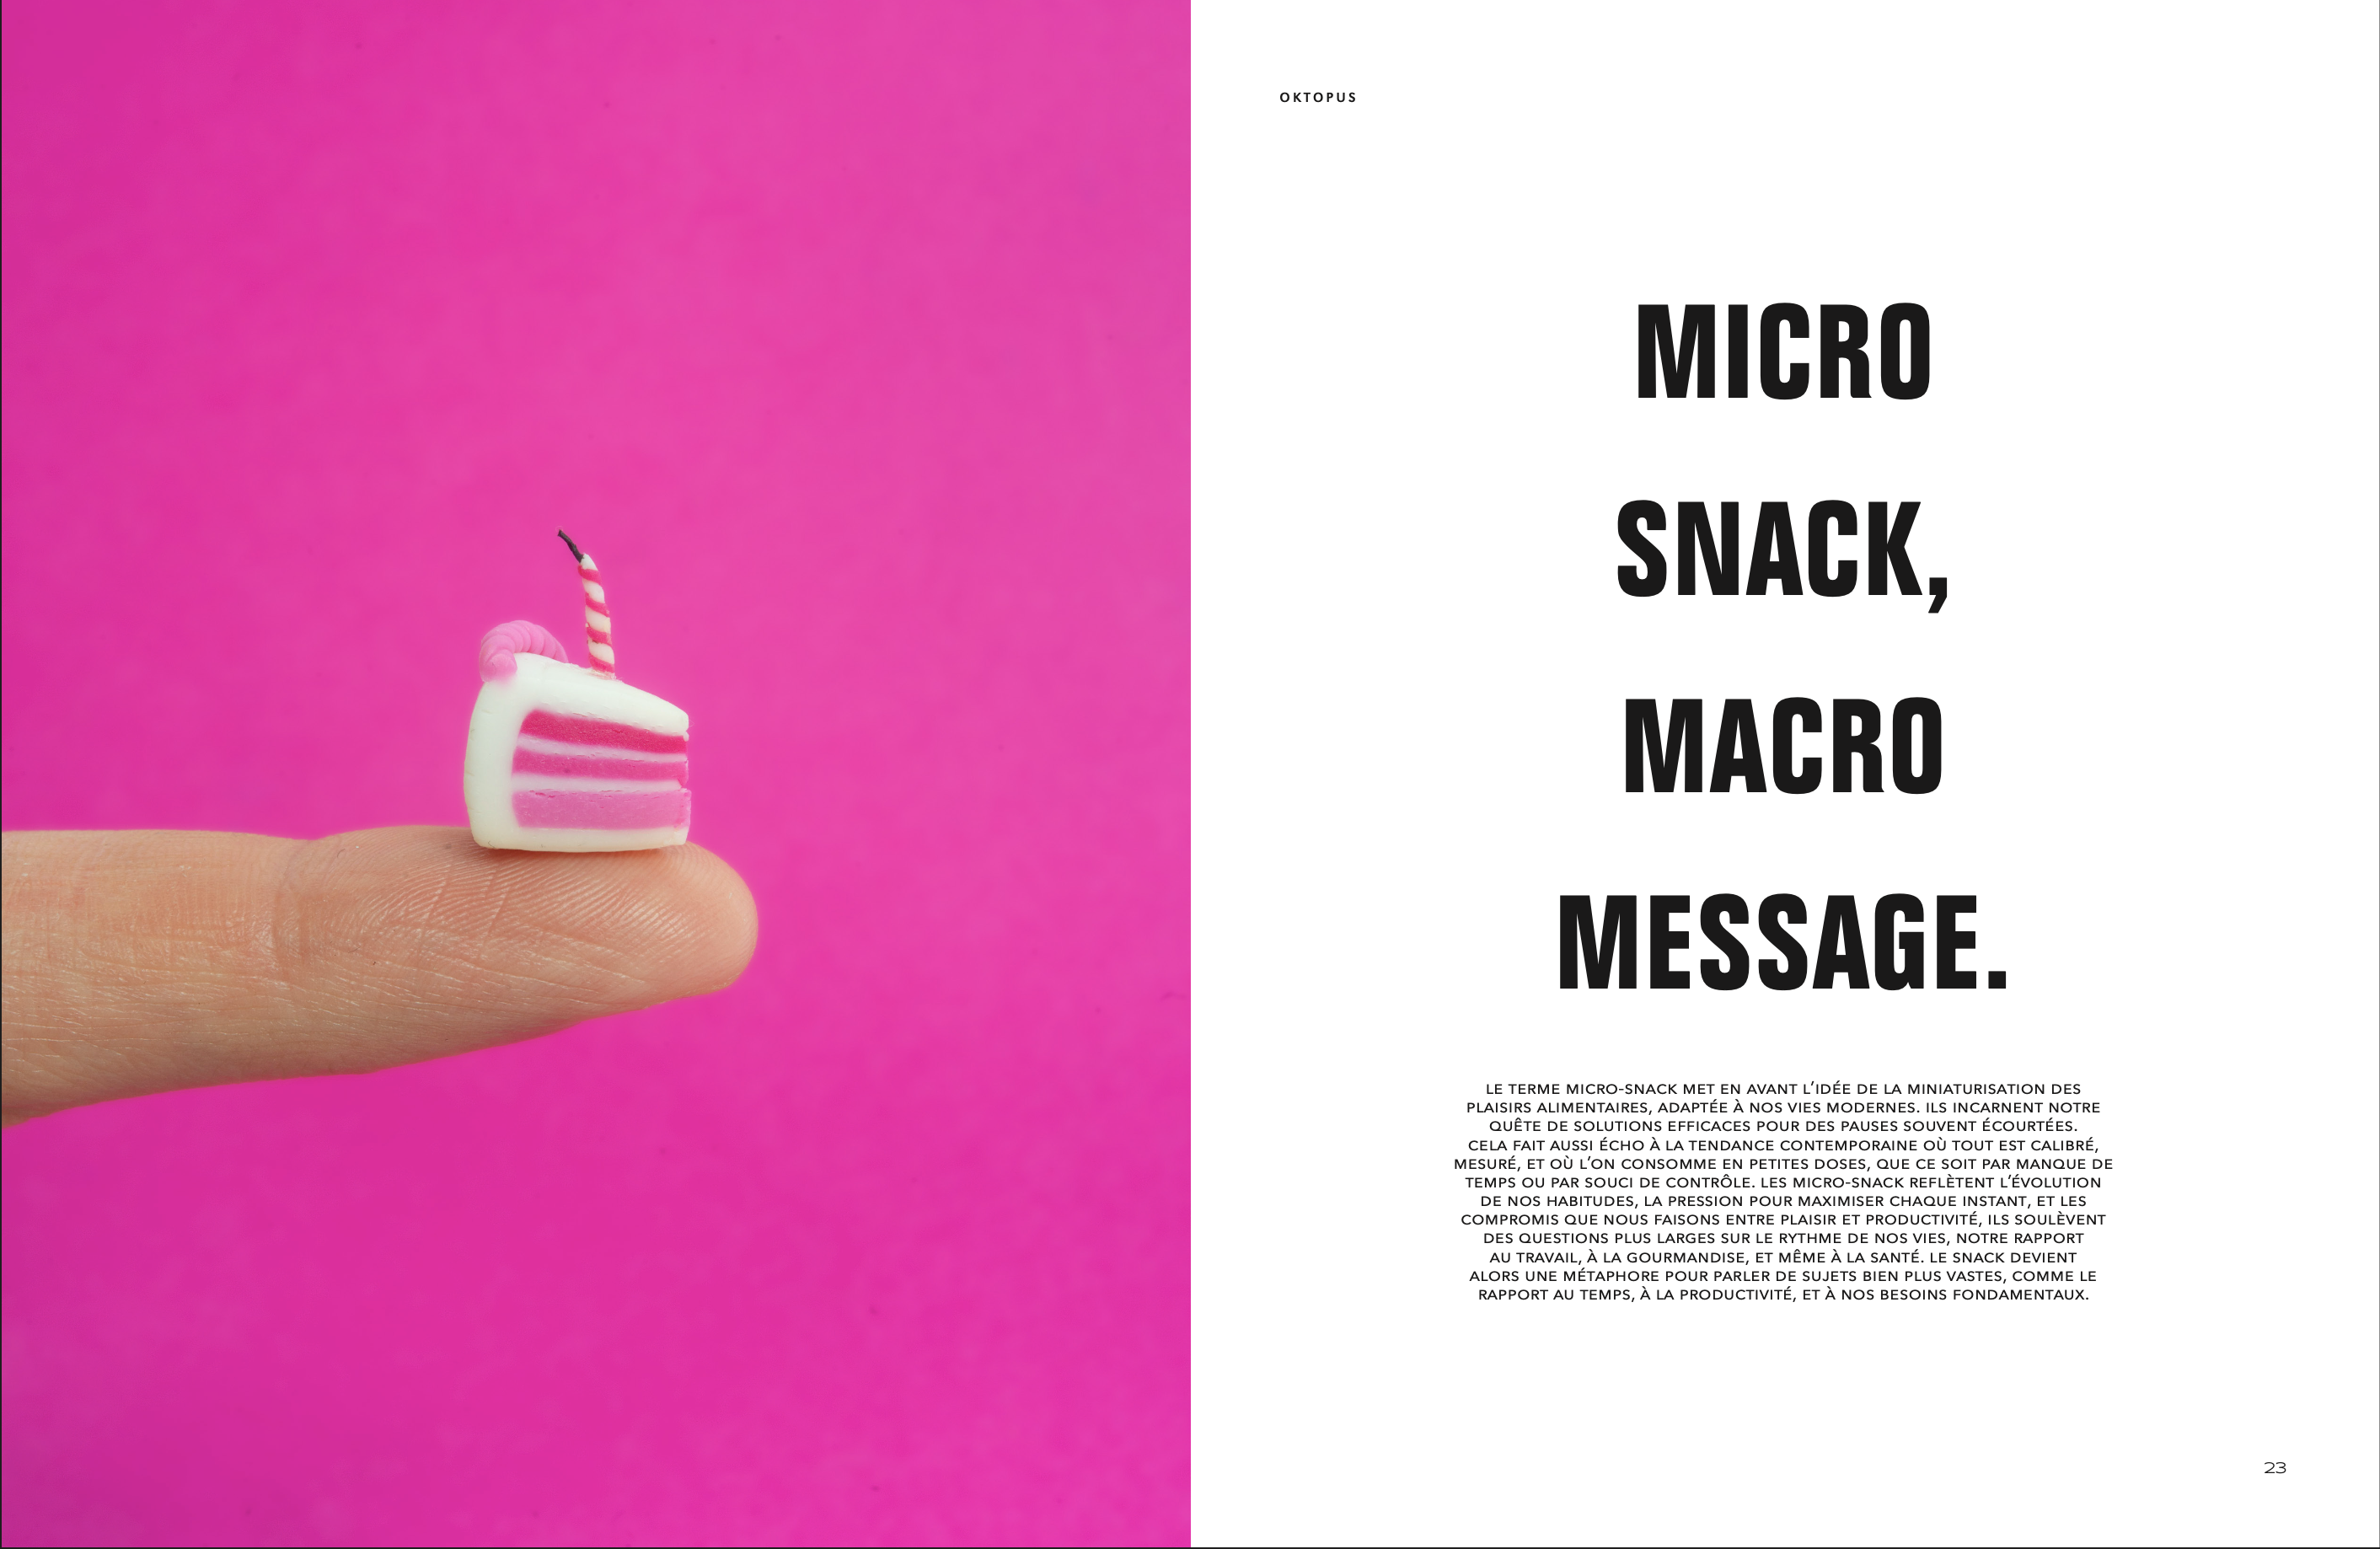 OKTOPUS
MICRO
SNACK,
MACRO
MESSAGE.
LE TERME MICRO-SNACK MET EN AVANT L'IDÉE DE LA MINIATURISATION DES
PLAISIRS ALIMENTAIRES, ADAPTÉE À NOS VIES MODERNES. ILS INCARNENT NOTRE
QUÊTE DE SOLUTIONS EFFICACES POUR DES PAUSES SOUVENT ÉCOURTÉES.
CELA FAIT AUSSI ÉCHO À LA TENDANCE CONTEMPORAINE OÙ TOUT EST CALIBRÉ,
MESURÉ, ET OÙ L'ON CONSOMME EN PETITES DOSES, QUE CE SOIT PAR MANQUE DE
TEMPS OU PAR SOUCI DE CONTRÔLE. LES MICRO-SNACK REFLÈTENT L'ÉVOLUTION
DE NOS HABITUDES, LA PRESSION POUR MAXIMISER CHAQUE INSTANT, ET LES
COMPROMIS QUE NOUS FAISONS ENTRE PLAISIR ET PRODUCTIVITÉ, ILS SOULÈVENT
DES QUESTIONS PLUS LARGES SUR LE RYTHME DE NOS VIES, NOTRE RAPPORT
AU TRAVAIL, À LA GOURMANDISE, ET MÊME À LA SANTÉ. LE SNACK DEVIENT
ALORS UNE MÉTAPHORE POUR PARLER DE SUJETS BIEN PLUS VASTES, COMME LE
RAPPORT AU TEMPS, À LA PRODUCTIVITÉ, ET À NOS BESOINS FONDAMENTAUX.
23